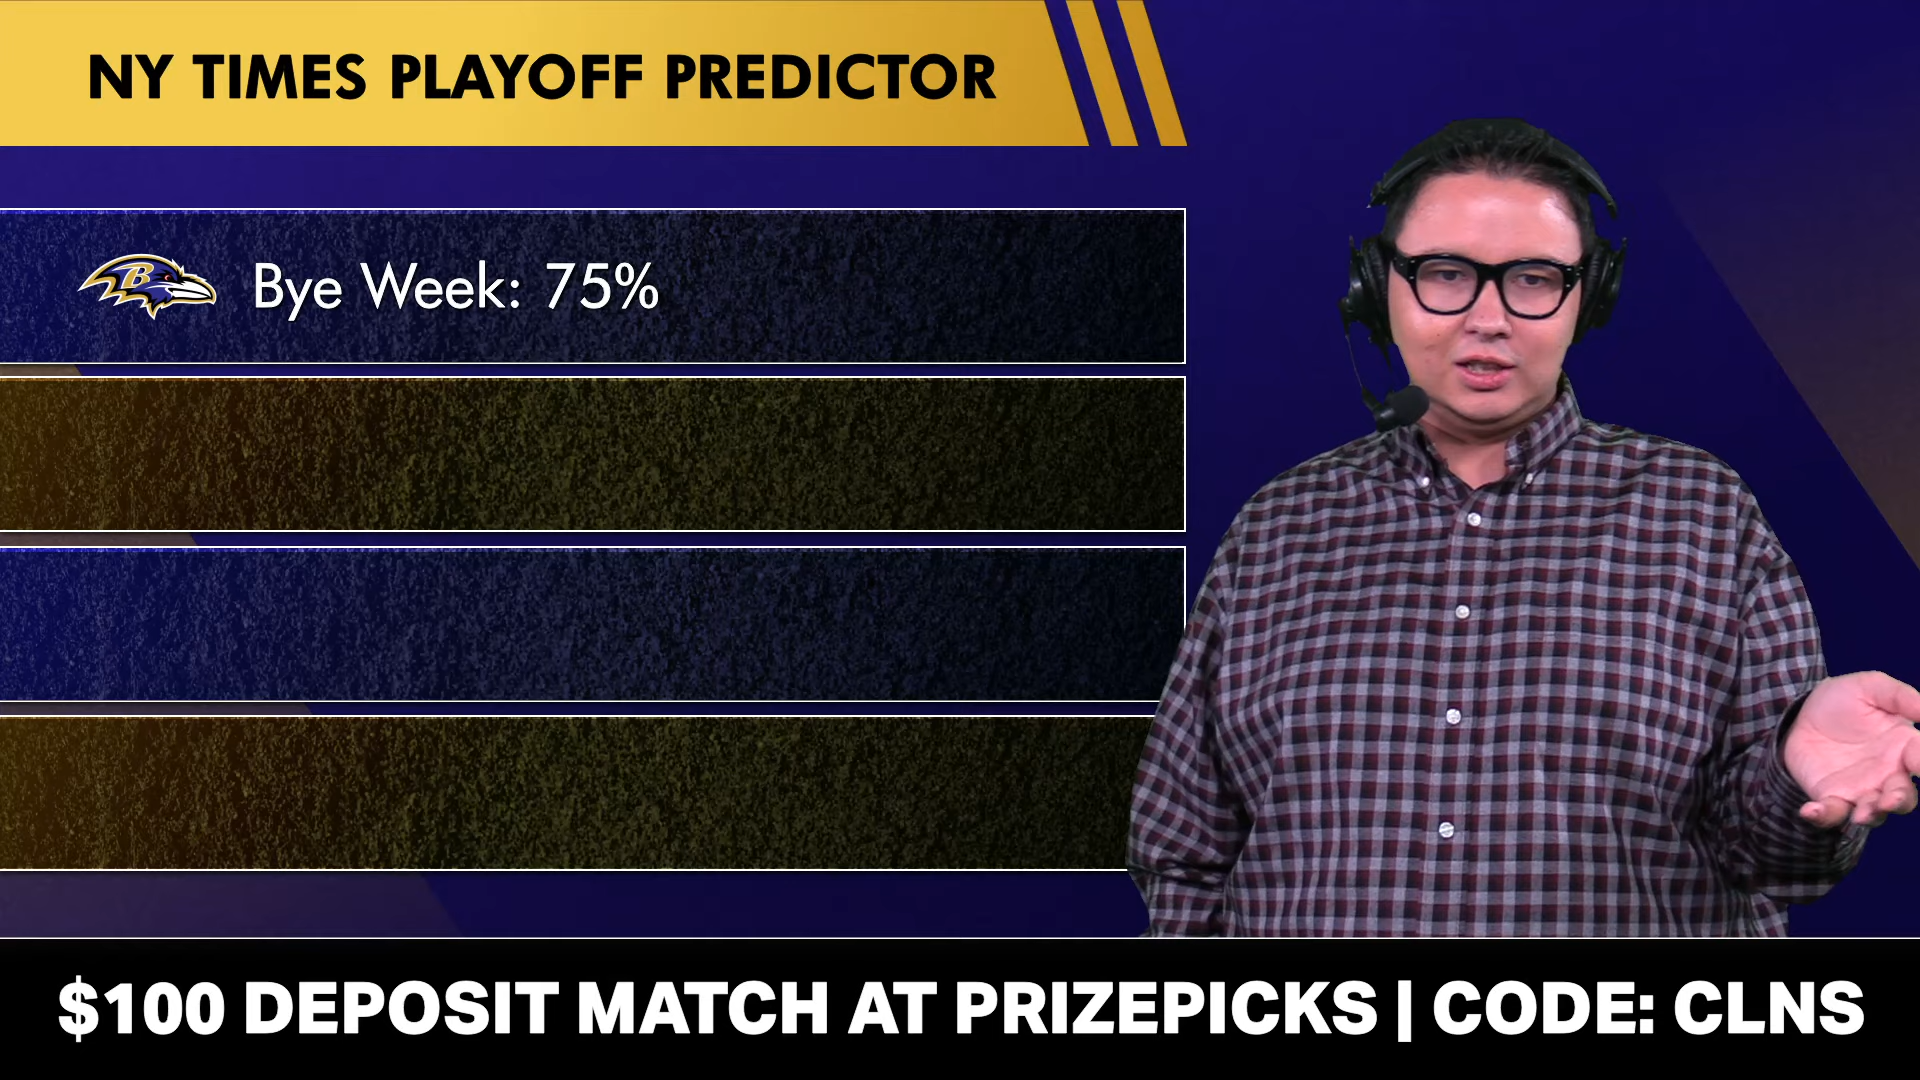 NY TIMES PLAYOFF PREDICTOR
B
Bye Week: 75%
$100 DEPOSIT MATCH AT PRIZEPICKS | CODE: CLNS